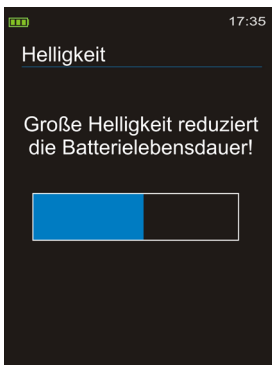 17:35
Helligkeit
Große Helligkeit reduziert
die Batterielebensdauer!